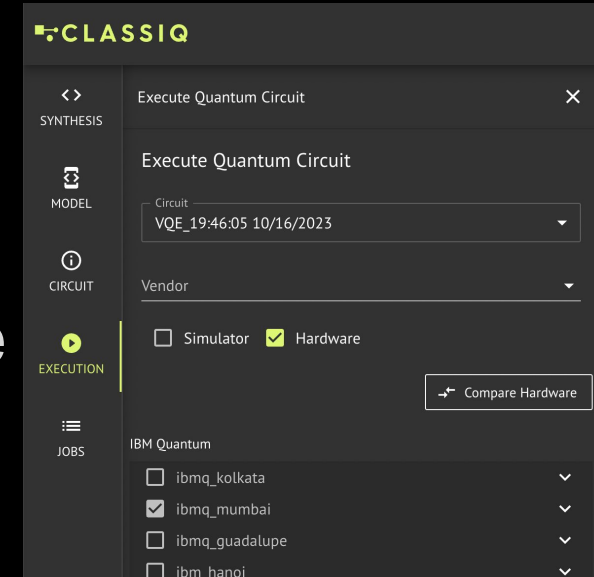 CLASSIQ
SYNTHESIS
MODEL
CIRCUIT
EXECUTION
JOBS
Execute Quantum Circuit
Execute Quantum Circuit
Circuit
VQE_19:46:05 10/16/2023
Vendor
Simulator Hardware
Compare Hardware
IBM Quantum
ibmq_kolkata
ibmq_mumbai
ibmq_guadalupe
ibm_hanoi
e